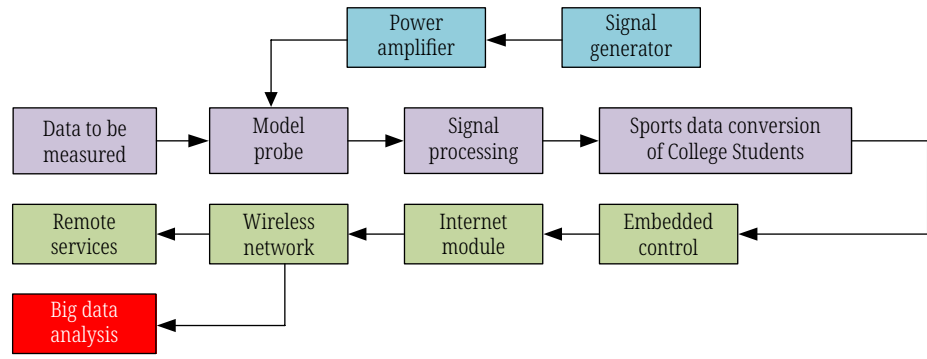 Power
amplifier
Signal
generator
Data to be
measured
Model
probe
Signal
processing
Sports data conversion
of College Students
Remote
services
Wireless
network
Internet
module
Embedded
control
Big data
analysis